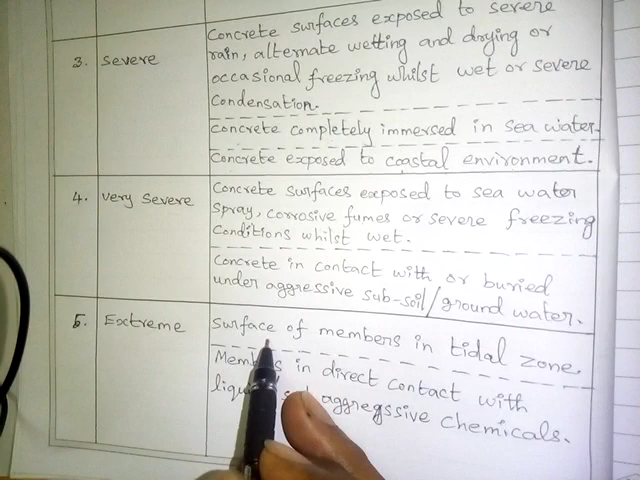 Concrete surfaces exposed to severe
3. Severe rain, alternate wetting and drying or
occasional freezing whilst wet or severe
condensation.
concrete completely immersed in sea water.
Concrete exposed to coastal environment.
4. Very severe Concrete surfaces exposed to sea water
spray, corrosive fumes or severe freezing
conditions whilst wet.
Concrete in contact with or buried
under aggressive sub-soil/ground water.
5. Extreme Surface of members in tidal zone.
in direct contact with
aggregssive chemicals.